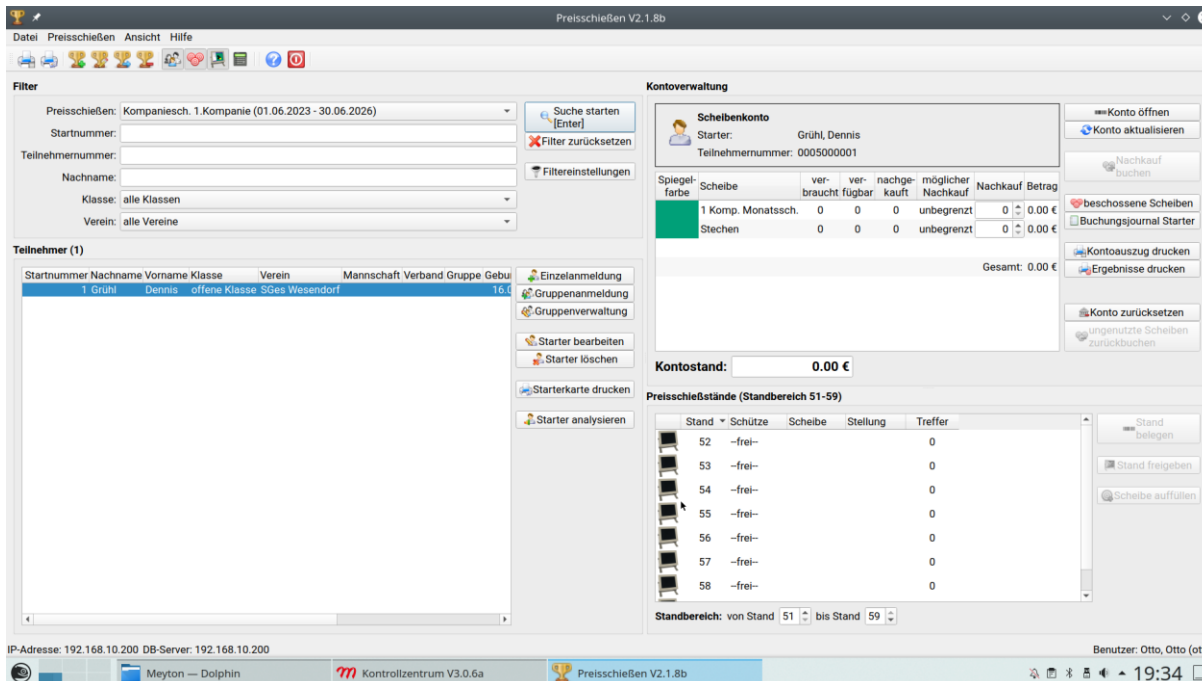 Preisschießen V2.1.8b
Datei Preisschießen Ansicht Hilfe
Filter
Preisschießen: Kompaniesch. 1.Kompanie (01.06.2023 - 30.06.2026)
Startnummer:
Teilnehmernummer:
Nachname:
Klasse: alle Klassen
Verein: alle Vereine
Suche starten
[Enter]
Filter zurücksetzen
Filtereinstellungen
Teilnehmer (1)
Startnummer Nachname Vorname Klasse Verein Mannschaft Verband Gruppe Gebu
1 Grühl Dennis offene Klasse SGes Wesendorf 16.0
Einzelanmeldung
Gruppenanmeldung
Gruppenverwaltung
Starter bearbeiten
Starter löschen
Starterkarte drucken
Starter analysieren
Kontoverwaltung
Scheibenkonto
Starter: Grühl, Dennis
Teilnehmernummer: 0005000001
Spiegel-
farbe Scheibe ver-
braucht ver-
fügbar nachge-
kauft möglicher
Nachkauf Nachkauf Betrag
1 Komp. Monatssch. 0 0 0 unbegrenzt 0 0.00 €
Stechen 0 0 0 unbegrenzt 0 0.00 €
Gesamt: 0.00 €
Kontostand: 0.00 €
Konto öffnen
Konto aktualisieren
Nachkauf
buchen
beschossene Scheiben
Buchungsjournal Starter
Kontoauszug drucken
Ergebnisse drucken
Konto zurücksetzen
ungenutzte Scheiben
zurückbuchen
Preisschießstände (Standbereich 51-59)
Stand Schütze Scheibe Stellung Treffer
52 --frei-- 0
53 --frei-- 0
54 --frei-- 0
55 --frei-- 0
56 --frei-- 0
57 --frei-- 0
58 --frei-- 0
Stand
belegen
Stand freigeben
Scheibe auffüllen
Standbereich: von Stand 51 bis Stand 59
IP-Adresse: 192.168.10.200 DB-Server: 192.168.10.200
Benutzer: Otto, Otto (ot
Meyton — Dolphin
Kontrollzentrum V3.0.6a
Preisschießen V2.1.8b
19:34